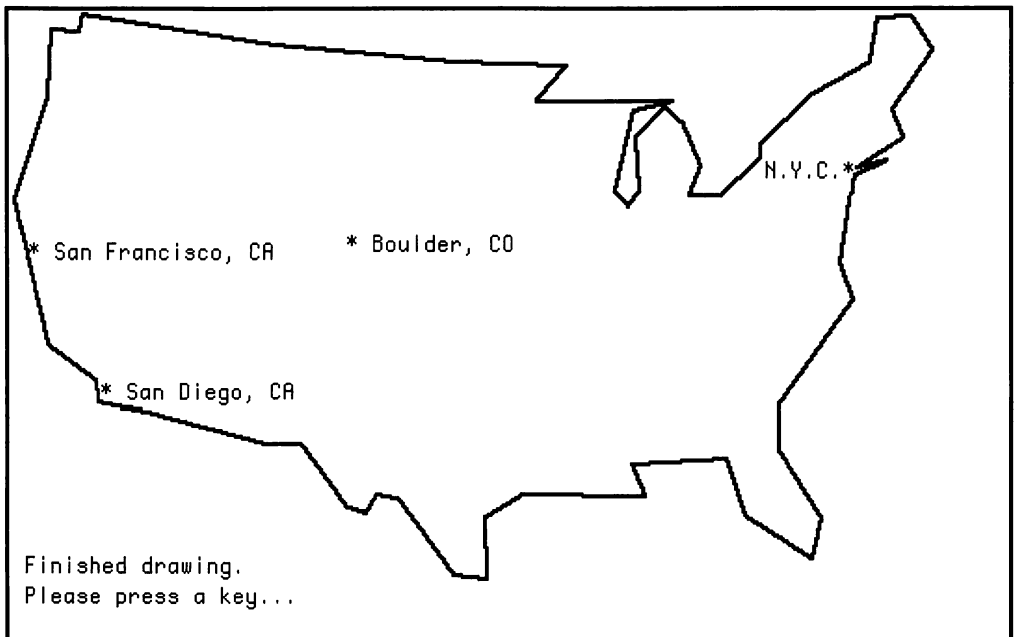 N.Y.C.*
* Boulder, CO
* San Francisco, CA
* San Diego, CA
Finished drawing.
Please press a key...